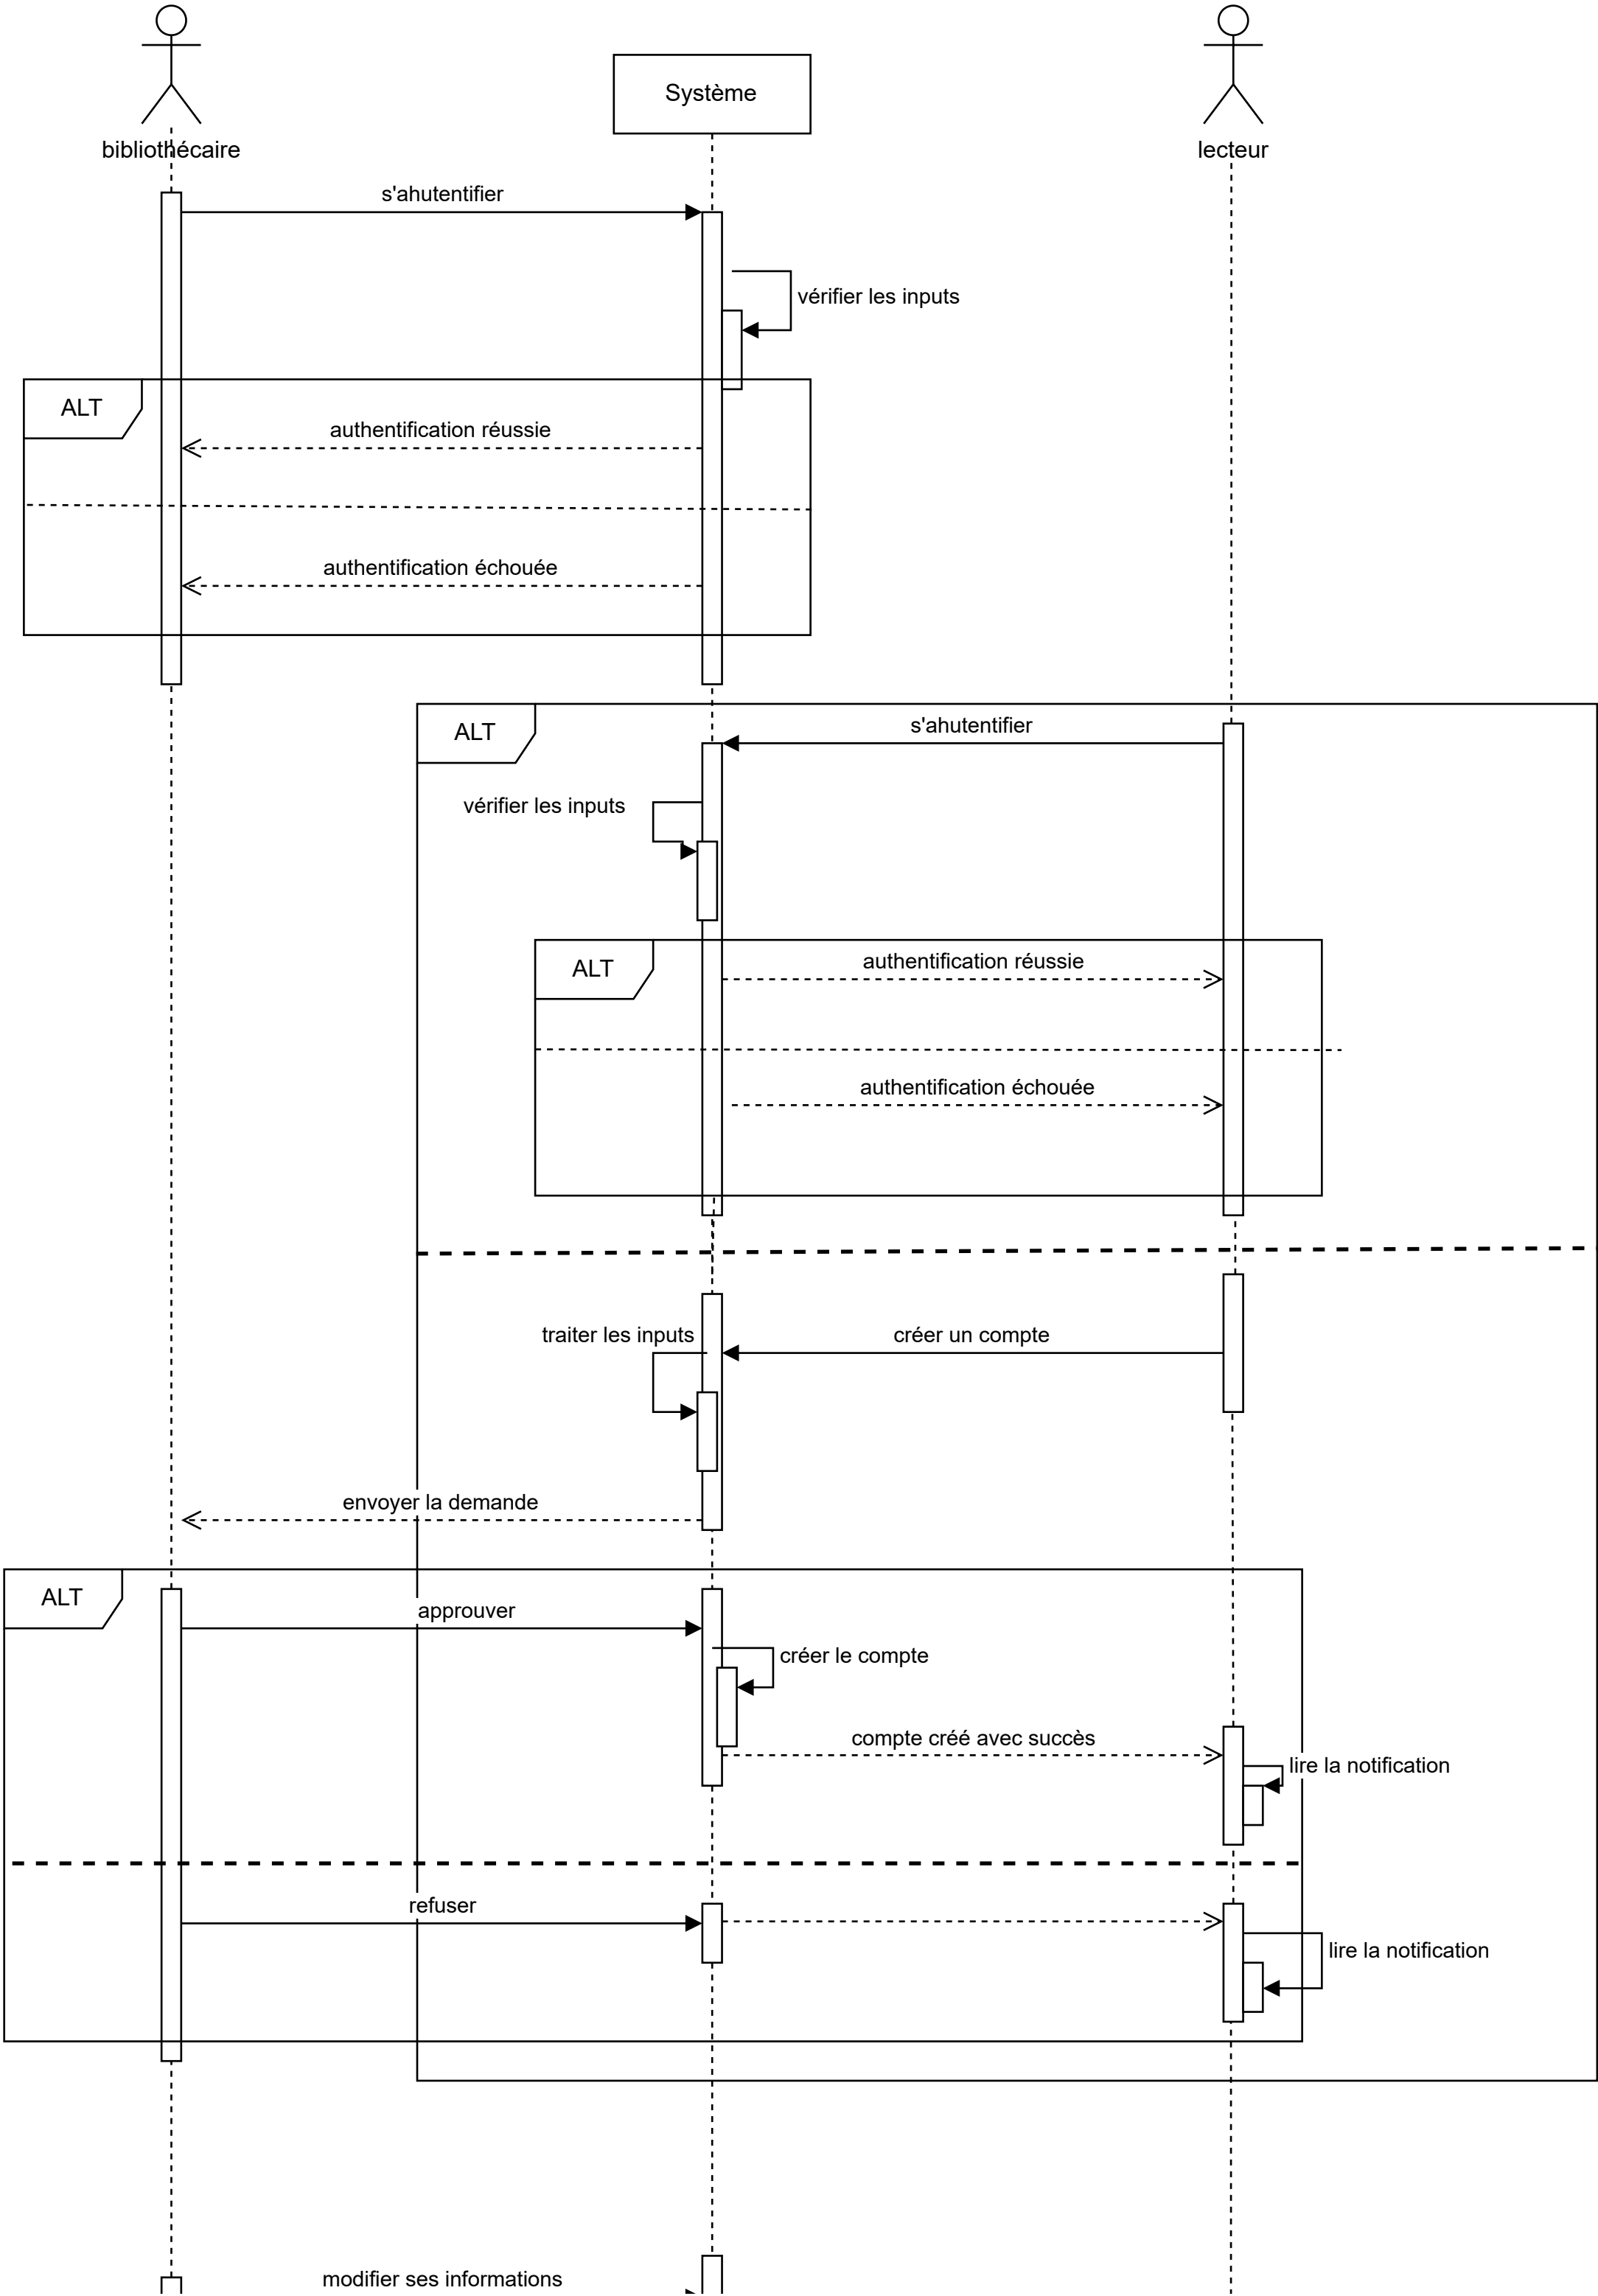 bibliothécaire
Système
lecteur
s'ahutentifier
vérifier les inputs
ALT
authentification réussie
authentification échouée
ALT
s'ahutentifier
vérifier les inputs
ALT
authentification réussie
authentification échouée
traiter les inputs
créer un compte
envoyer la demande
ALT
approuver
créer le compte
compte créé avec succès
lire la notification
refuser
lire la notification
modifier ses informations